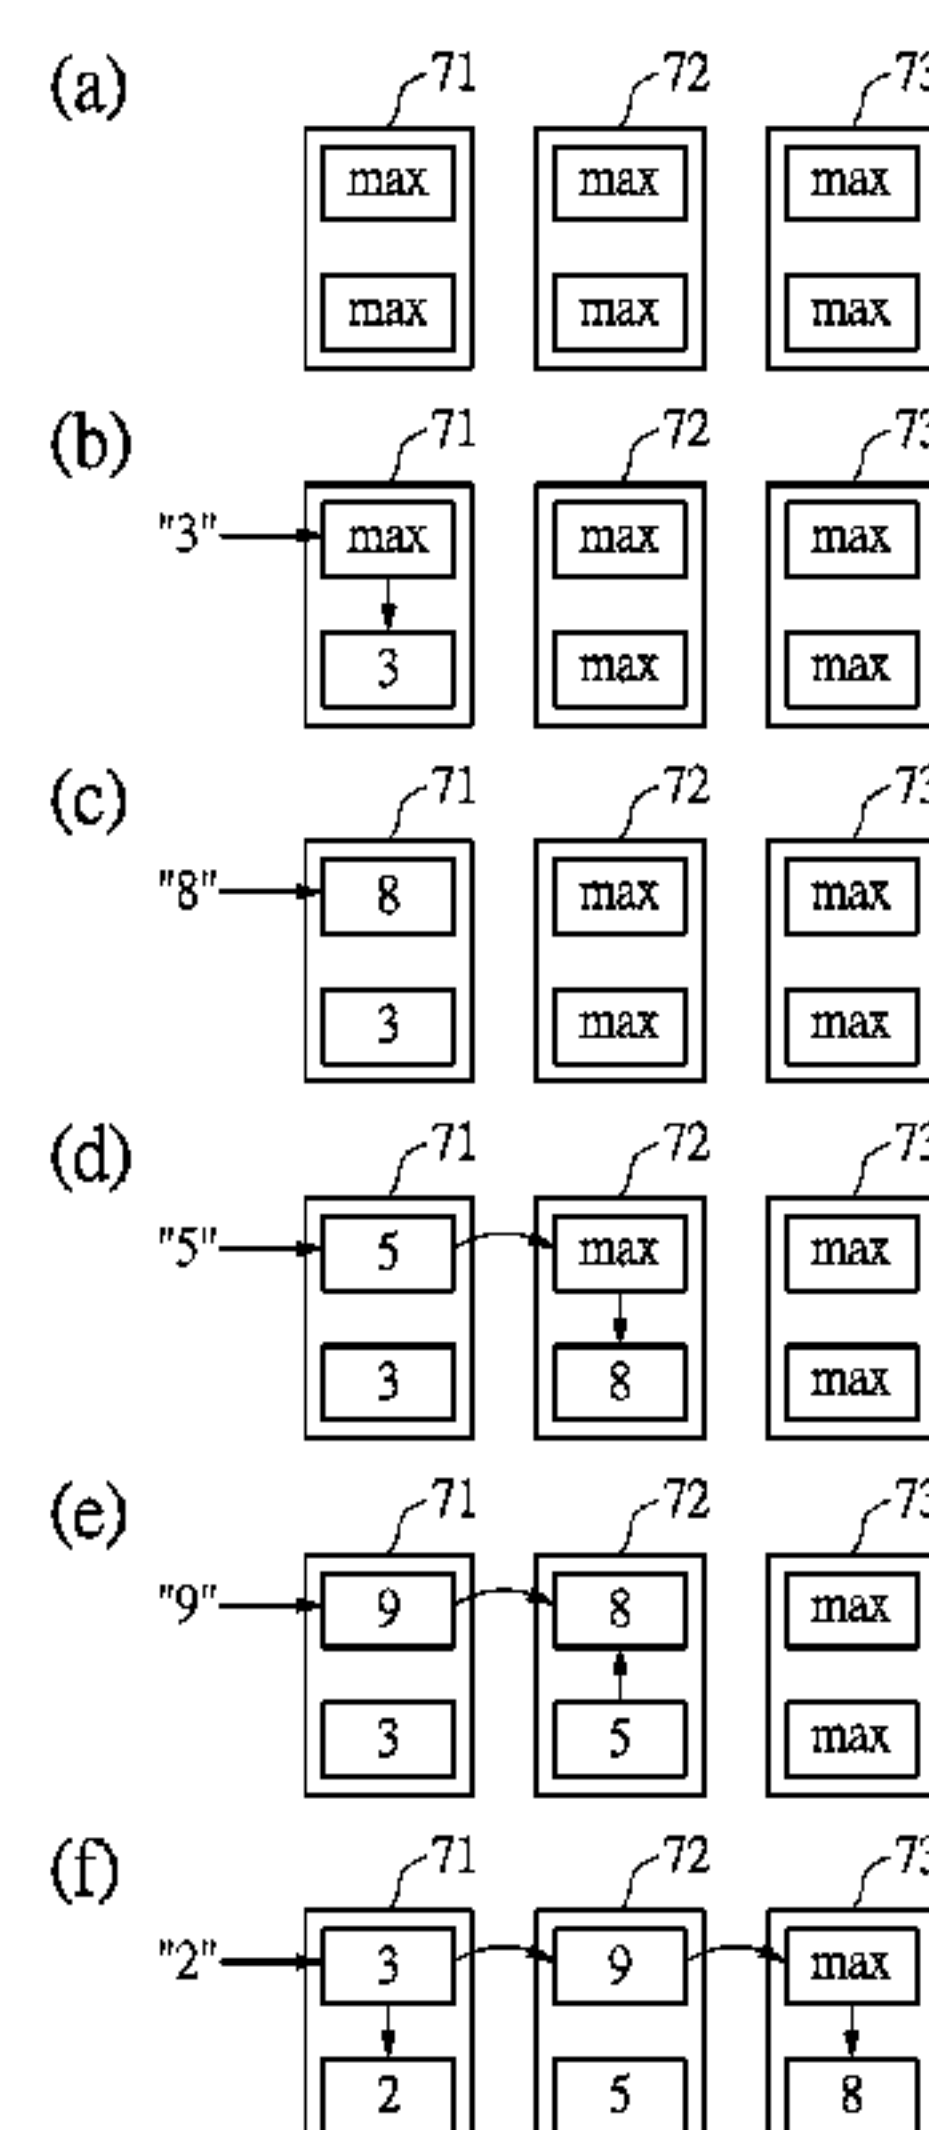 (a) 71 72 73
max max max
max max max
(b) 71 72 73
"3" max max max
3 max max
(c) 71 72 73
"8" 8 max max
3 max max
(d) 71 72 73
"5" 5 max max
3 8 max
(e) 71 72 73
"9" 9 8 max
3 5 max
(f) 71 72 73
"2" 3 9 max
2 5 8